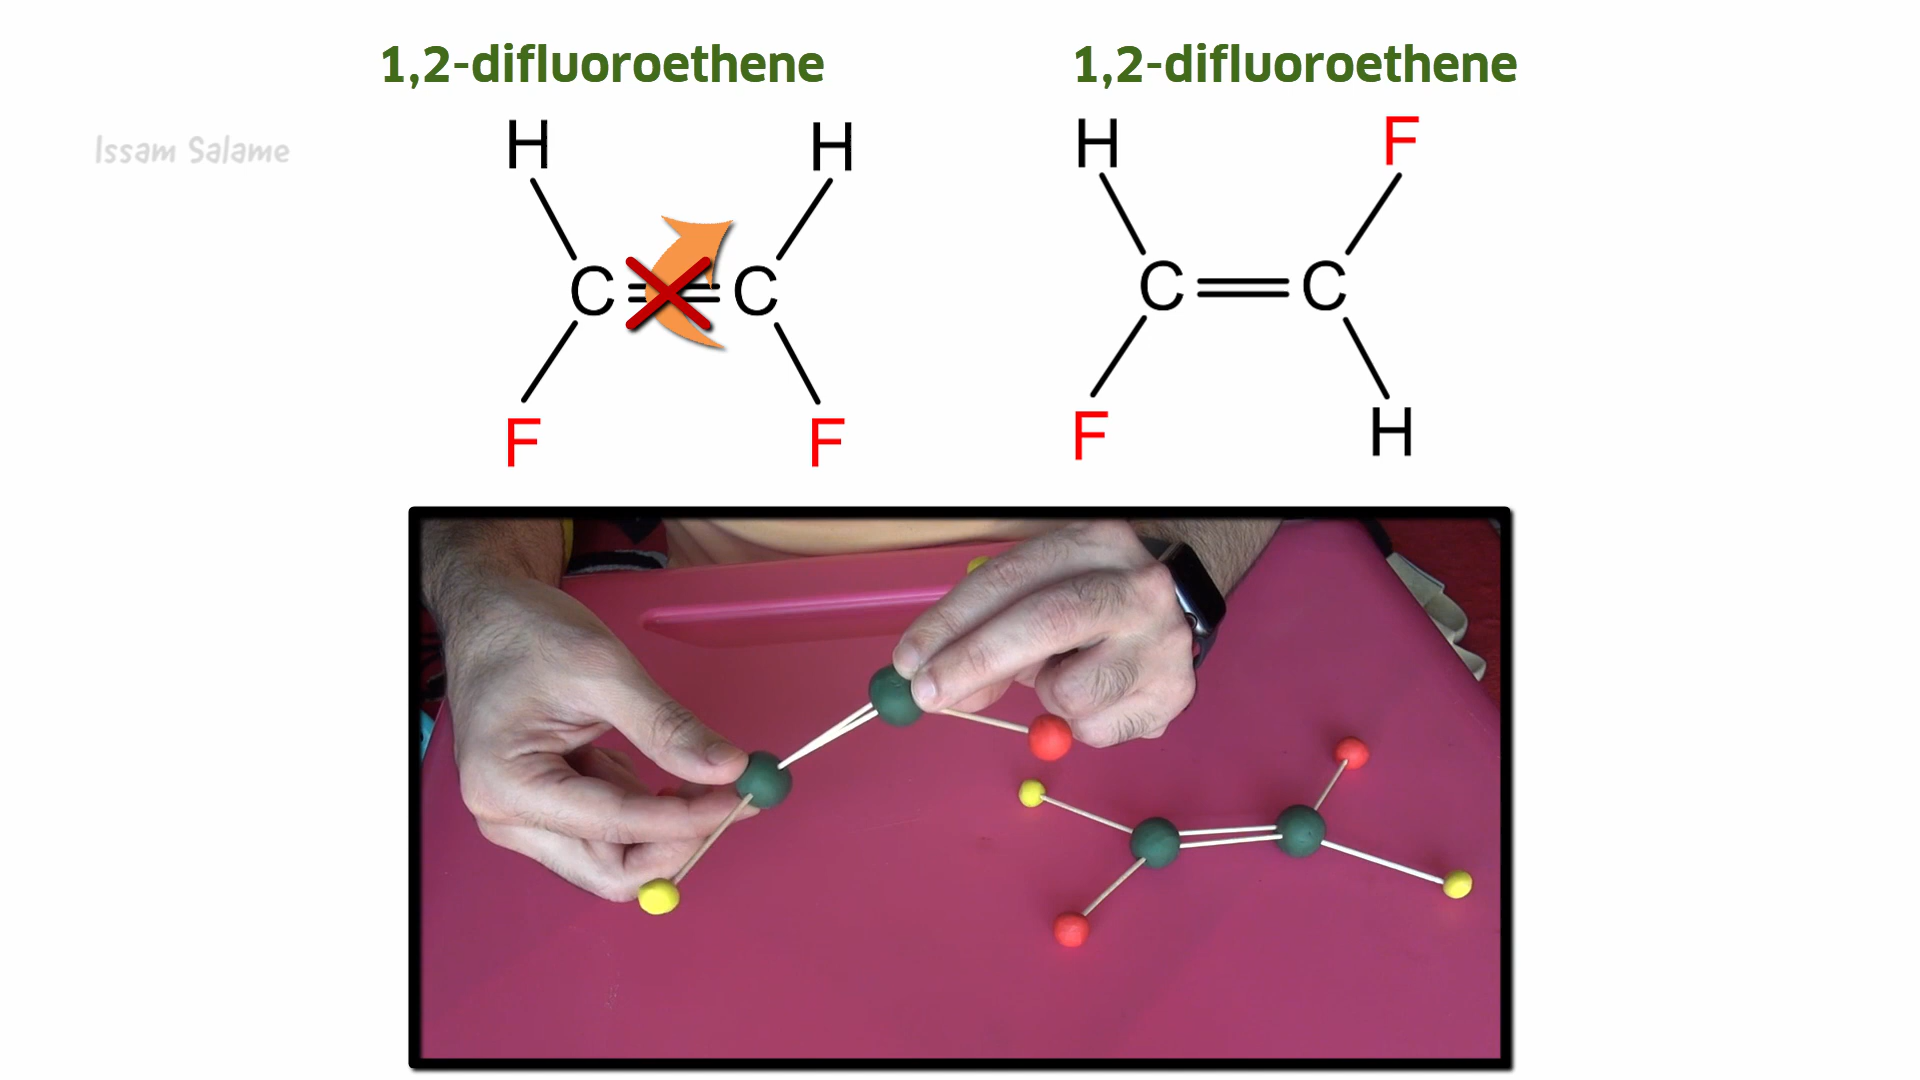 1,2-difluoroethene 1,2-difluoroethene
Issam Salame
H H H F
C C C C
F F F H